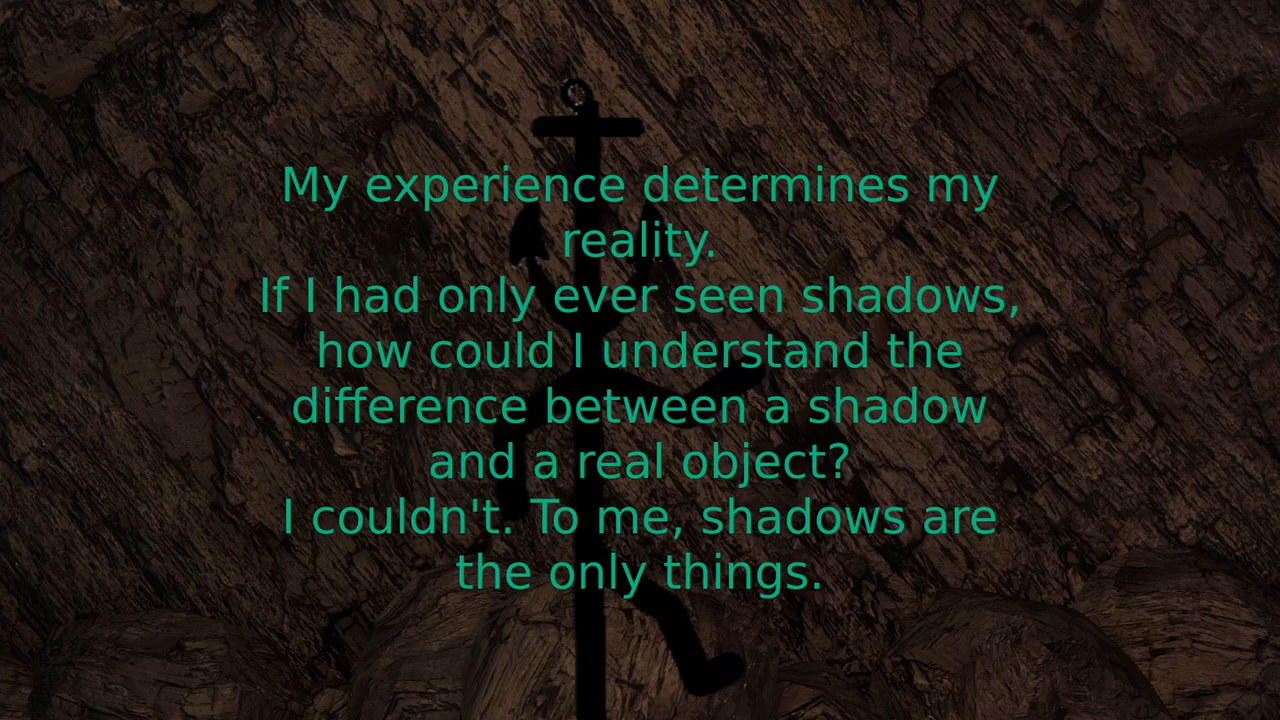 My experience determines my
reality.
If I had only ever seen shadows,
how could I understand the
difference between a shadow
and a real object?
I couldn't. To me, shadows are
the only things.